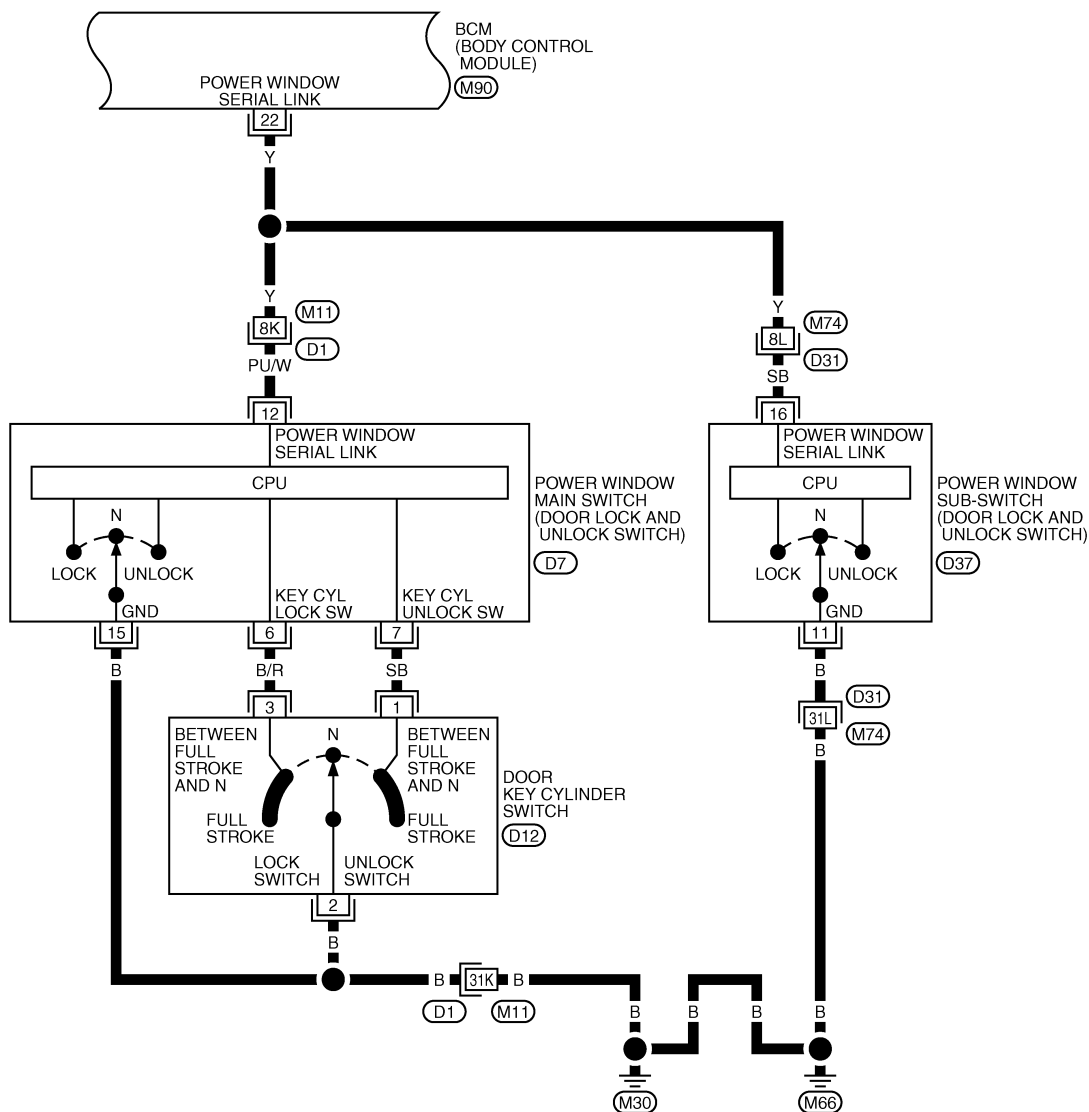 BCM
(BODY CONTROL
MODULE)
M90
POWER WINDOW
SERIAL LINK
22
Y
Y
M11
8K
D1
PU/W
Y
M74
8L
D31
SB
12
16
POWER WINDOW
SERIAL LINK
CPU
N
LOCK
UNLOCK
GND
KEY CYL
LOCK SW
KEY CYL
UNLOCK SW
POWER WINDOW
MAIN SWITCH
(DOOR LOCK AND
UNLOCK SWITCH)
D7
POWER WINDOW
SERIAL LINK
CPU
N
LOCK
UNLOCK
GND
POWER WINDOW
SUB-SWITCH
(DOOR LOCK AND
UNLOCK SWITCH)
D37
15
6
7
11
B
B/R
SB
B
3
1
D31
31L
M74
B
BETWEEN
FULL
STROKE
AND N
N
BETWEEN
FULL
STROKE
AND N
FULL
STROKE
FULL
STROKE
LOCK
SWITCH
UNLOCK
SWITCH
DOOR
KEY CYLINDER
SWITCH
D12
2
B
B
31K
B
D1
M11
B
B
B
B
M30
M66